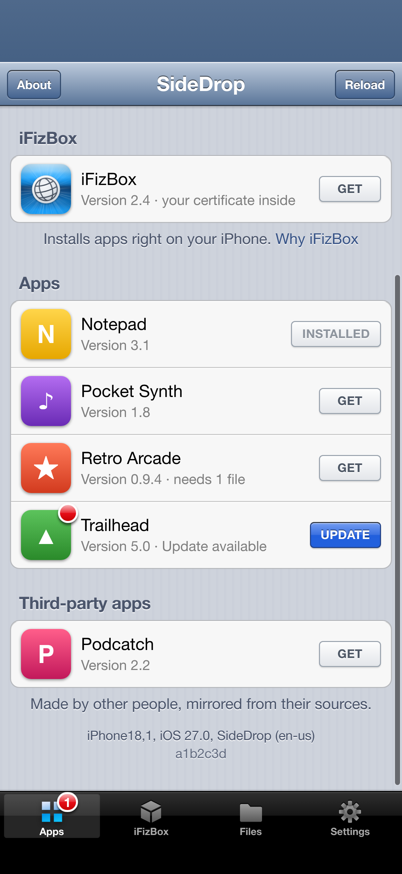 About
SideDrop
Reload
iFizBox
iFizBox
Version 2.4 · your certificate inside
GET
Installs apps right on your iPhone. Why iFizBox
Apps
N
Notepad
Version 3.1
INSTALLED
Pocket Synth
Version 1.8
GET
Retro Arcade
Version 0.9.4 · needs 1 file
GET
Trailhead
Version 5.0 · Update available
UPDATE
Third-party apps
P
Podcatch
Version 2.2
GET
Made by other people, mirrored from their sources.
iPhone18,1, iOS 27.0, SideDrop (en-us)
a1b2c3d
1
Apps
iFizBox
Files
Settings